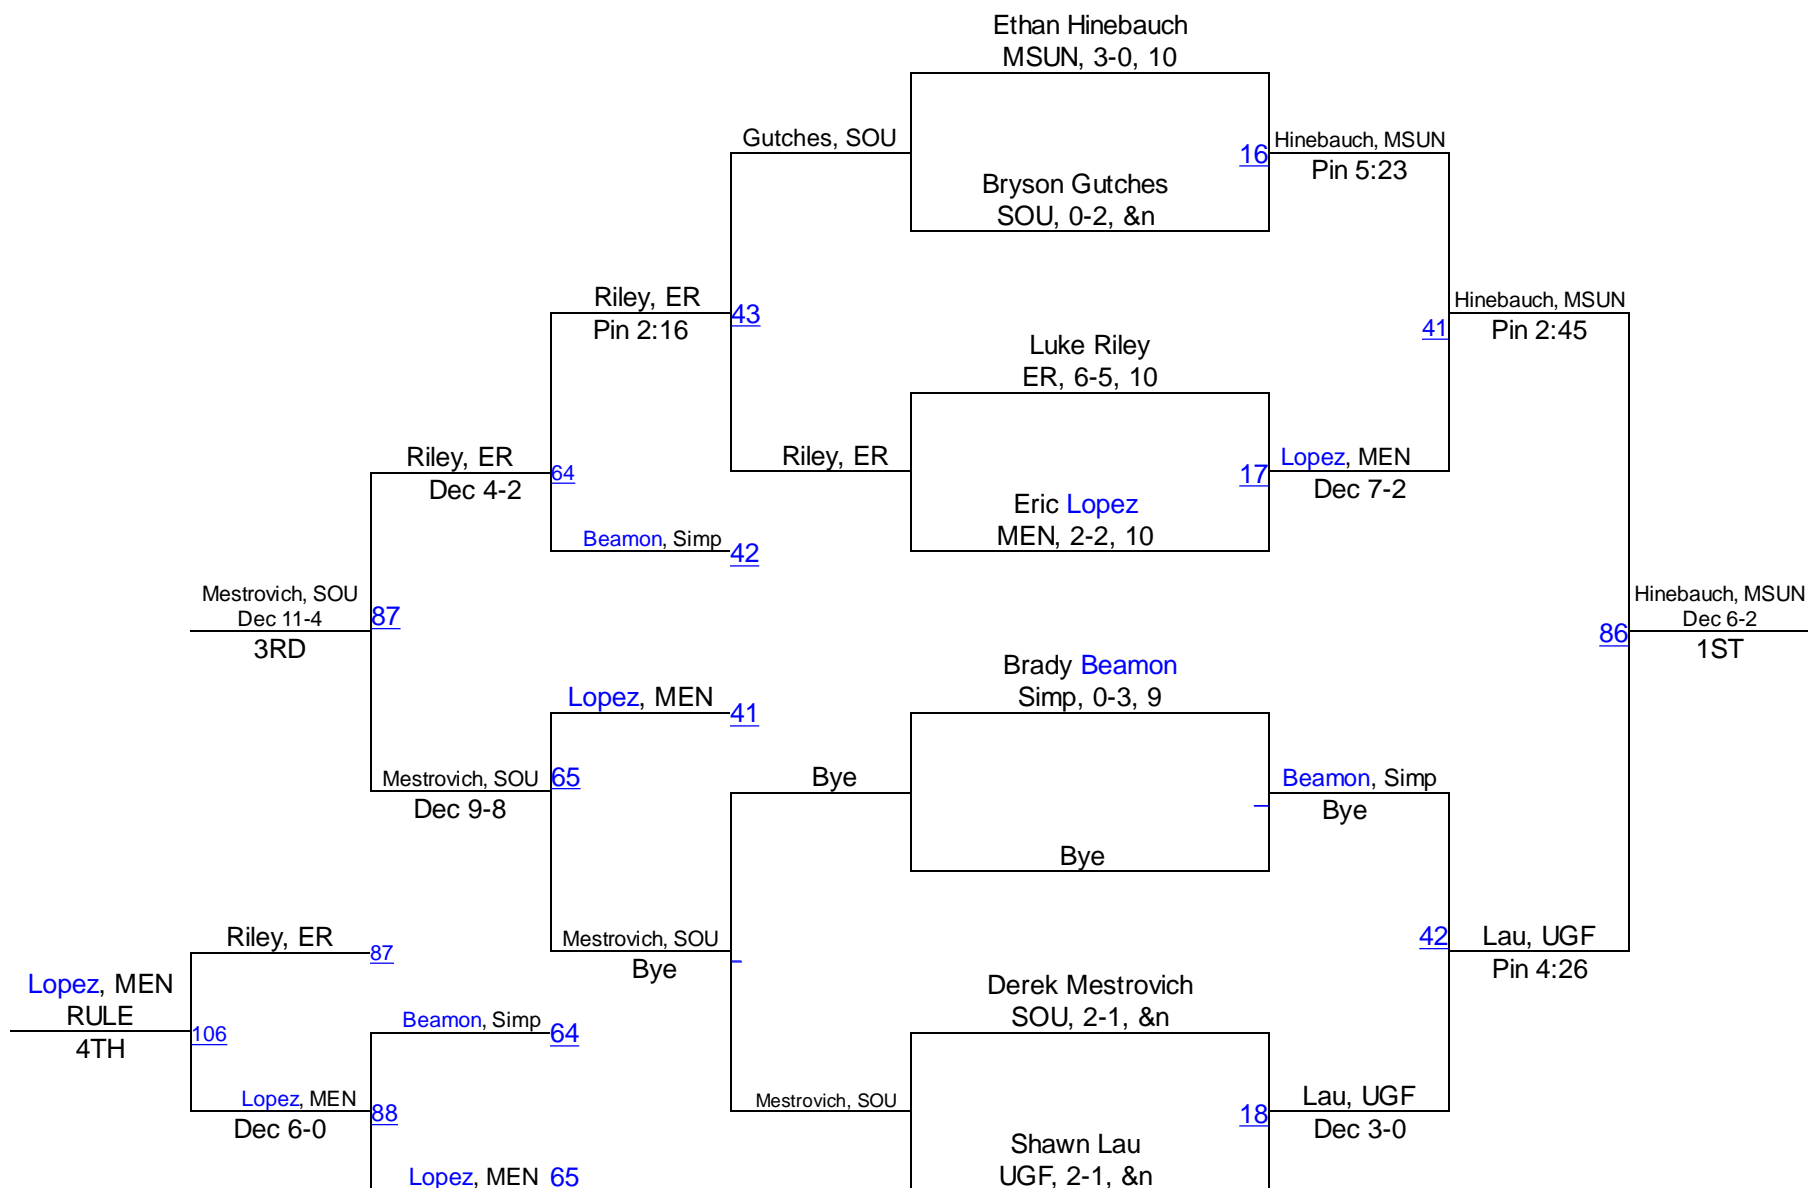 Ethan Hinebauch
MSUN, 3-0, 10
Gutches, SOU
16
Hinebauch, MSUN
Pin 5:23
Bryson Gutches
SOU, 0-2, &n
Riley, ER
Pin 2:16
43
Hinebauch, MSUN
Pin 2:45
41
Luke Riley
ER, 6-5, 10
Riley, ER
Dec 4-2
64
Riley, ER
17
Lopez, MEN
Dec 7-2
Eric Lopez
MEN, 2-2, 10
Beamon, Simp
42
Mestrovich, SOU
Dec 11-4
3RD
87
Hinebauch, MSUN
Dec 6-2
1ST
86
Brady Beamon
Simp, 0-3, 9
Lopez, MEN
41
Mestrovich, SOU
Dec 9-8
65
Bye
Beamon, Simp
Bye
Bye
Riley, ER
87
Mestrovich, SOU
Bye
42
Lau, UGF
Pin 4:26
Lopez, MEN
RULE
4TH
106
Beamon, Simp
64
Derek Mestrovich
SOU, 2-1, &n
Lopez, MEN
Dec 6-0
88
Mestrovich, SOU
18
Lau, UGF
Dec 3-0
Shawn Lau
UGF, 2-1, &n
Lopez, MEN 65